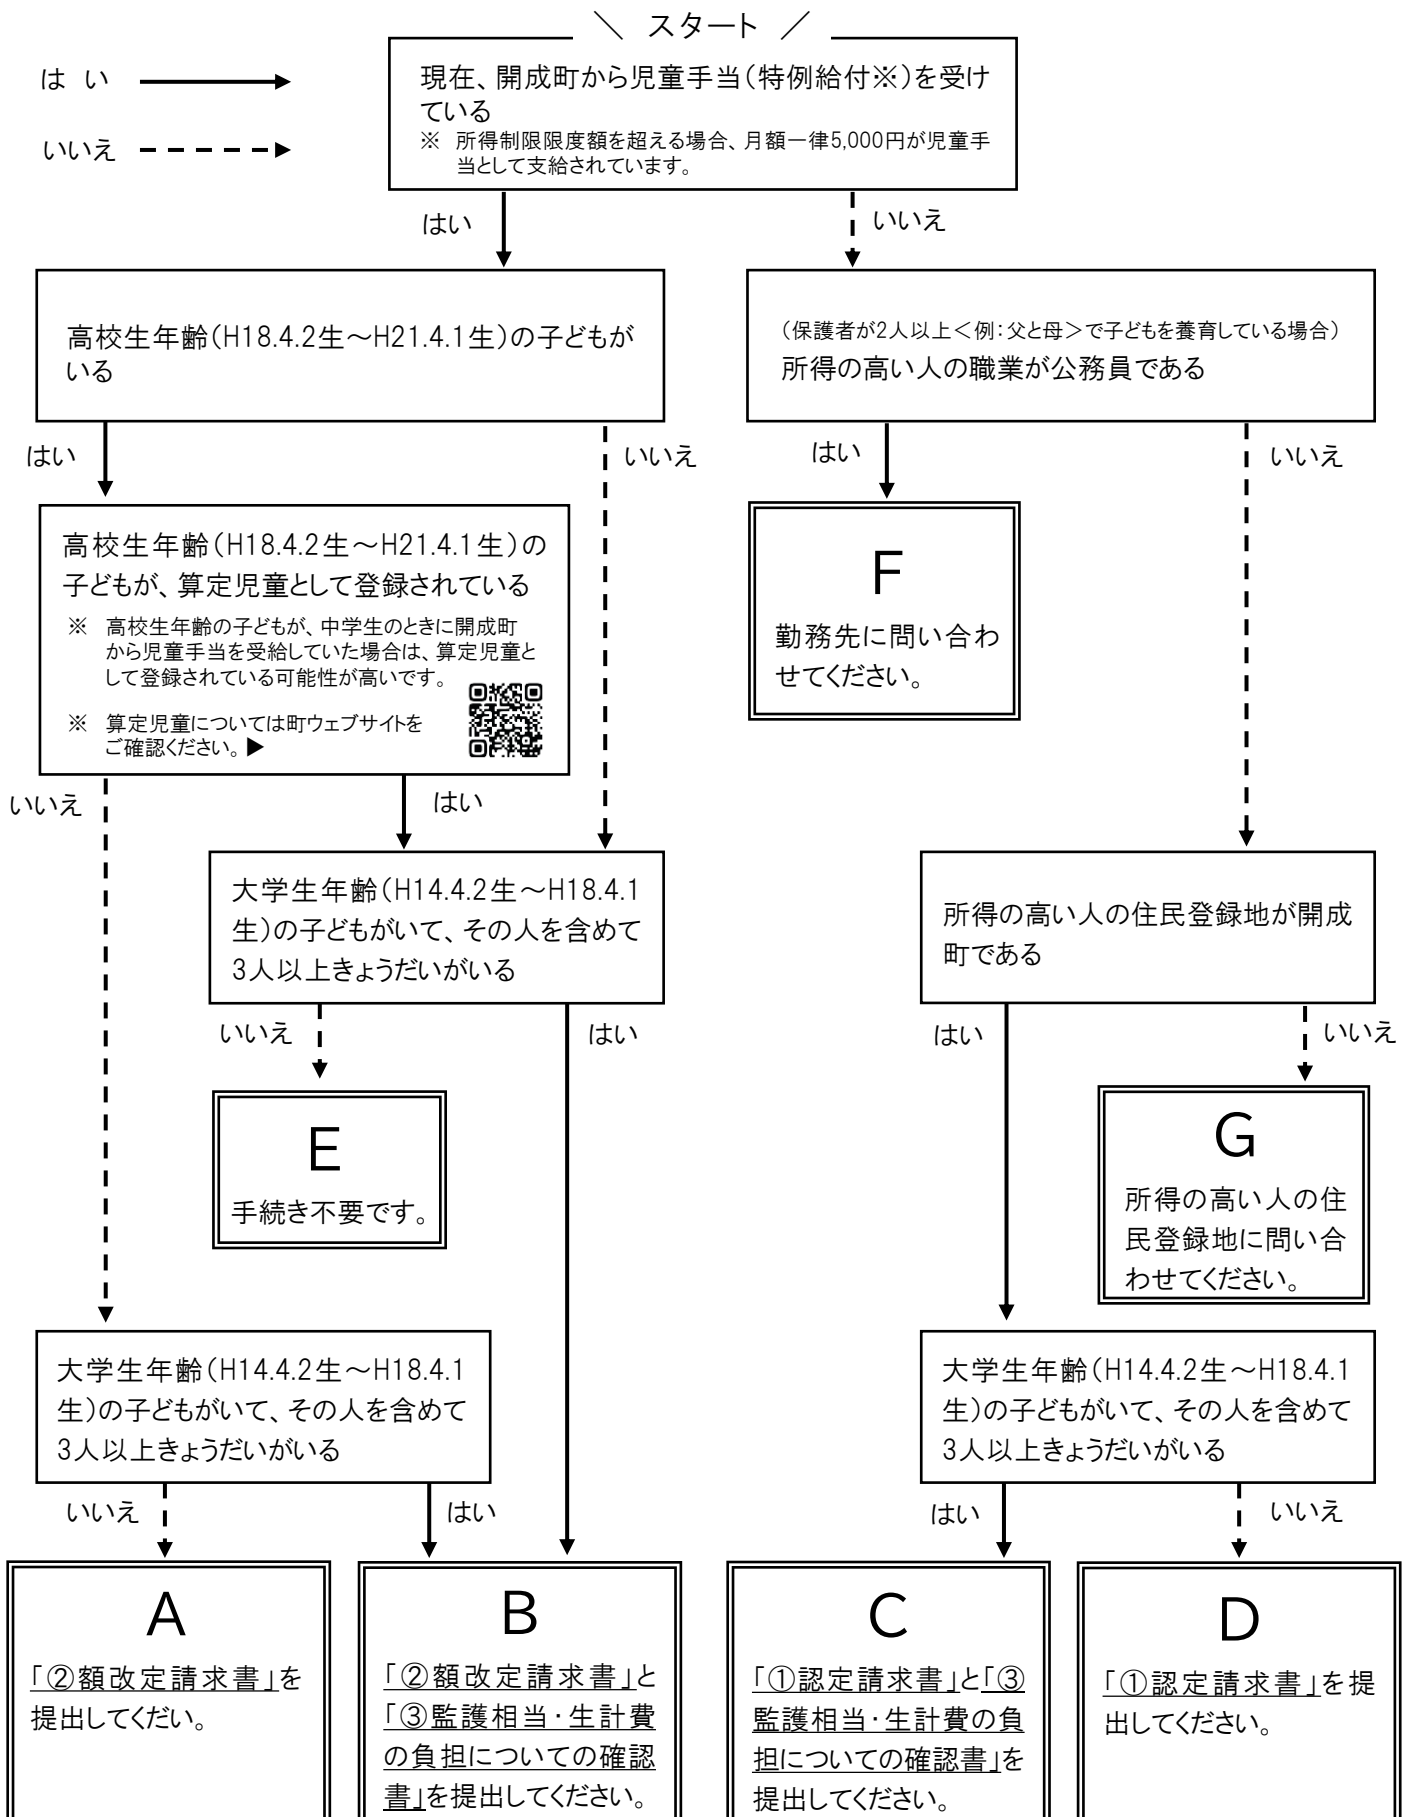 ＼ スタート ／
は い
いいえ
現在、開成町から児童手当(特例給付※)を受け
ている
※ 所得制限限度額を超える場合、月額一律5,000円が児童手
当として支給されています。
はい
いいえ
高校生年齢(H18.4.2生～H21.4.1生)の子どもが
いる
(保護者が2人以上＜例:父と母＞で子どもを養育している場合)
所得の高い人の職業が公務員である
はい
いいえ
はい
いいえ
高校生年齢(H18.4.2生～H21.4.1生)の
子どもが、算定児童として登録されている
※ 高校生年齢の子どもが、中学生のときに開成町
から児童手当を受給していた場合は、算定児童と
して登録されている可能性が高いです。
※ 算定児童については町ウェブサイトを
ご確認ください。▶
F
勤務先に問い合わ
せてください。
いいえ
はい
大学生年齢(H14.4.2生～H18.4.1
生)の子どもがいて、その人を含めて
3人以上きょうだいがいる
所得の高い人の住民登録地が開成
町である
いいえ
はい
はい
いいえ
E
手続き不要です。
G
所得の高い人の住
民登録地に問い合
わせてください。
大学生年齢(H14.4.2生～H18.4.1
生)の子どもがいて、その人を含めて
3人以上きょうだいがいる
大学生年齢(H14.4.2生～H18.4.1
生)の子どもがいて、その人を含めて
3人以上きょうだいがいる
いいえ
はい
はい
いいえ
A
「②額改定請求書」を
提出してくだい。
B
「②額改定請求書」と
「③監護相当・生計費
の負担についての確認
書」を提出してください。
C
「①認定請求書」と「③
監護相当・生計費の負
担についての確認書」を
提出してください。
D
「①認定請求書」を提
出してください。